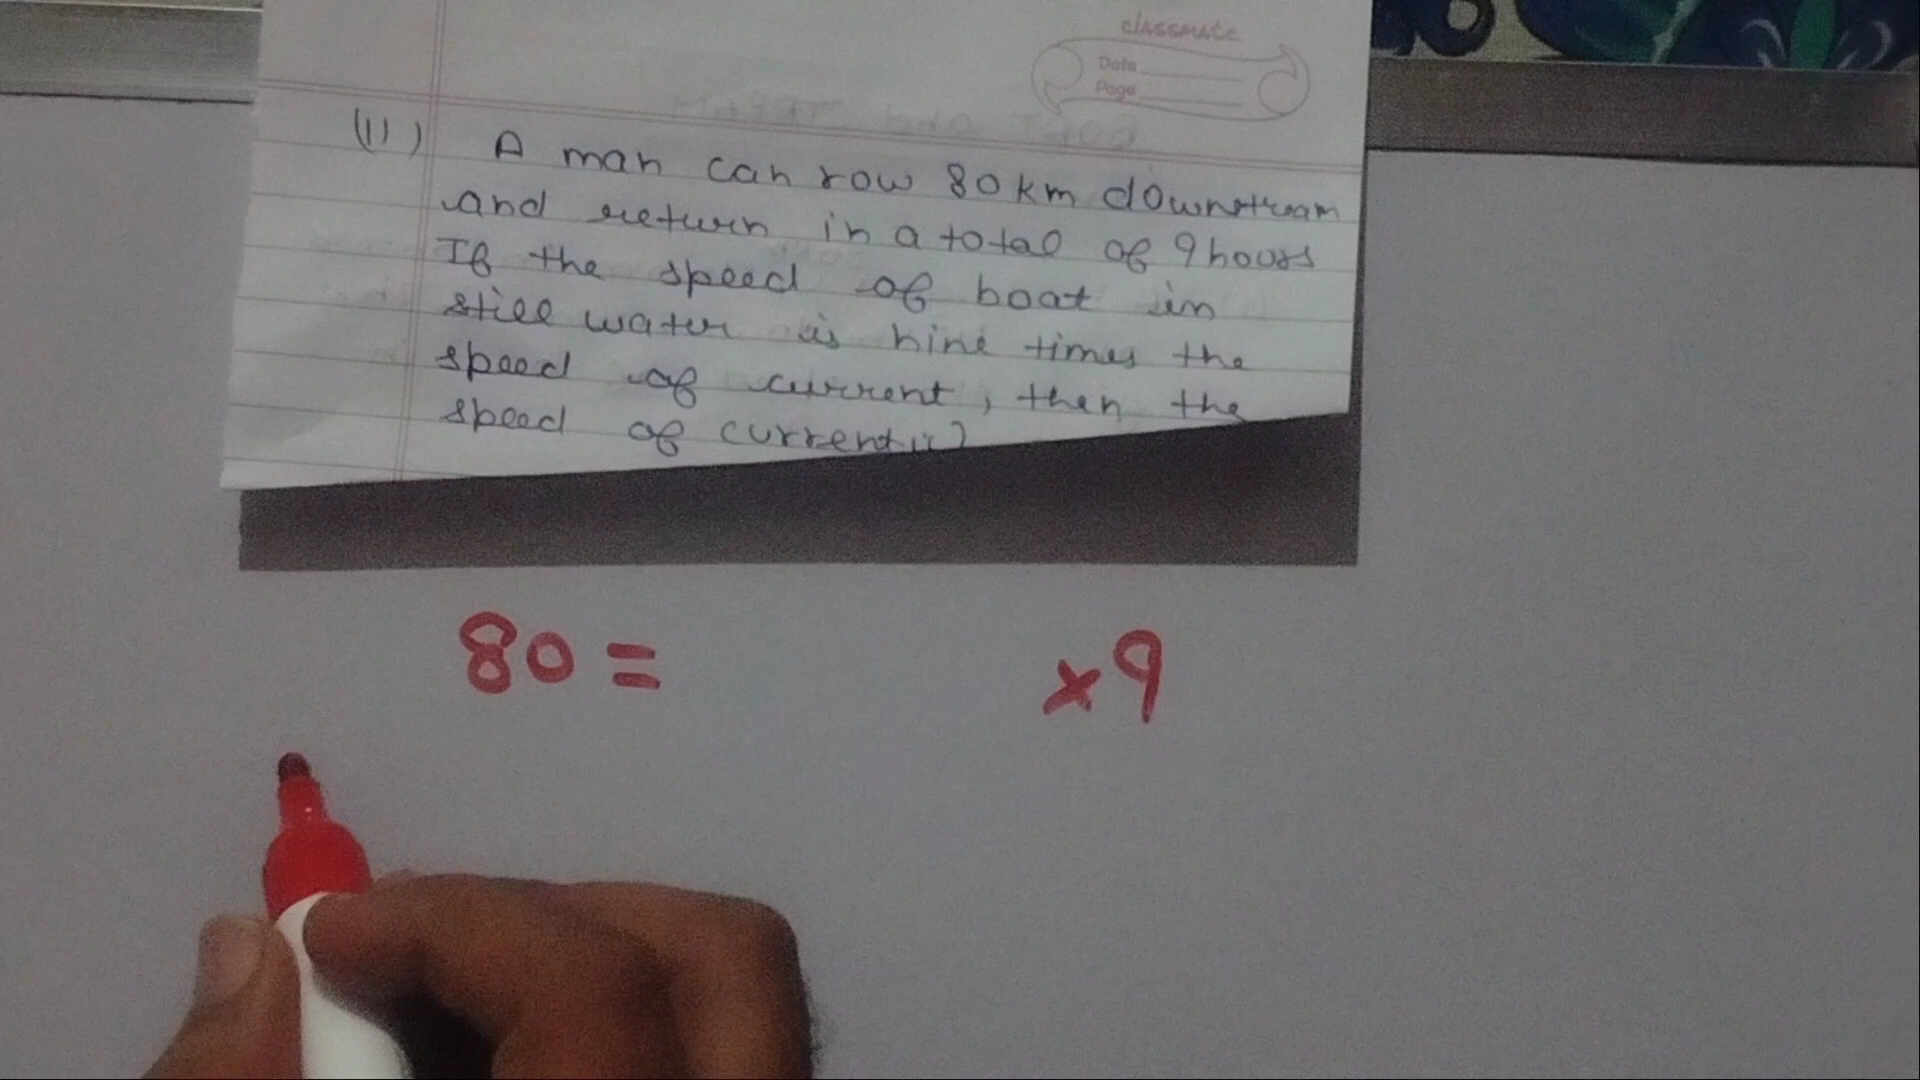 classmate
Date
Page
(11) A man can row 80 km downstream
and return in a total of 9 hours
If the speed of boat in
still water is nine times the
speed of current, then the
speed of current is?
80 = ×9